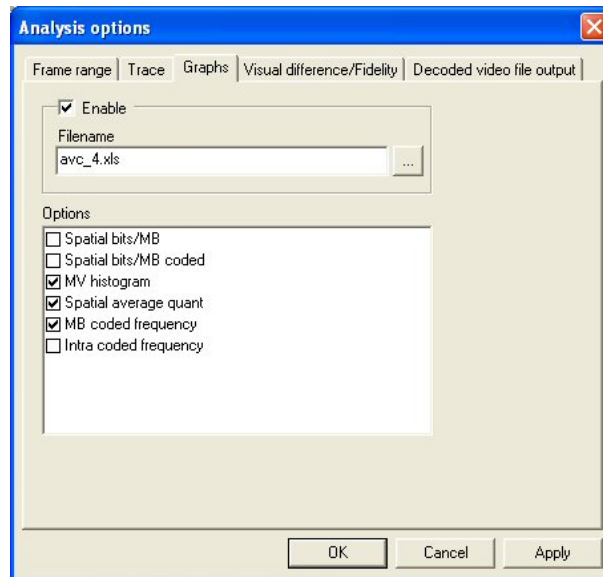 Analysis options
Frame range Trace Graphs Visual difference/Fidelity Decoded video file output
Enable
Filename
avc_4.xls
...
Options
Spatial bits/MB
Spatial bits/MB coded
MV histogram
Spatial average quant
MB coded frequency
Intra coded frequency
OK Cancel Apply